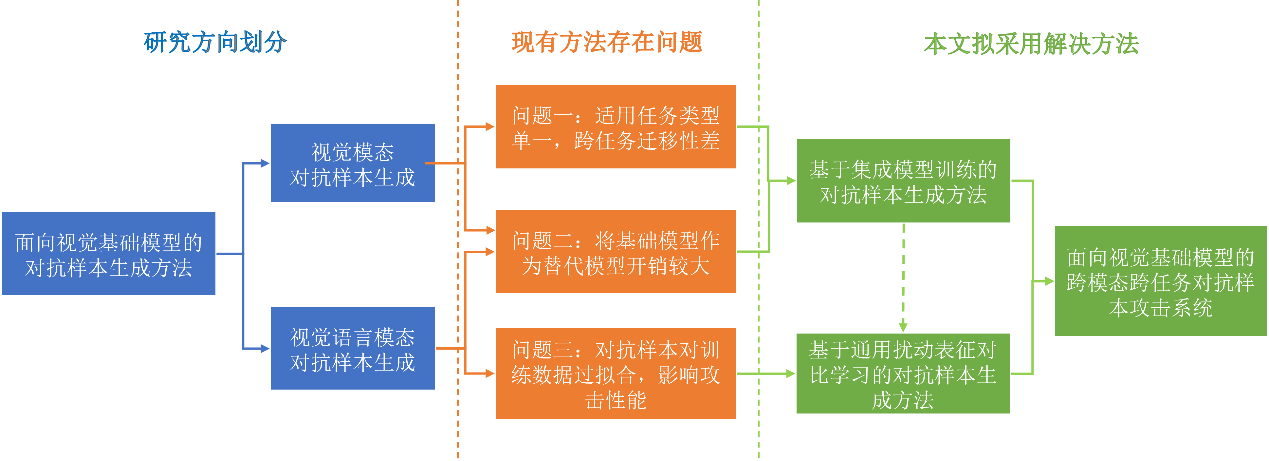 研究方向划分
现有方法存在问题
本文拟采用解决方法
面向视觉基础模型的
对抗样本生成方法
视觉模态
对抗样本生成
视觉语言模态
对抗样本生成
问题一：适用任务类型
单一，跨任务迁移性差
问题二：将基础模型作
为替代模型开销较大
问题三：对抗样本对训
练数据过拟合，影响攻
击性能
基于集成模型训练的
对抗样本生成方法
基于通用扰动表征对
比学习的对抗样本生
成方法
面向视觉基础模型的
跨模态跨任务对抗样
本攻击系统